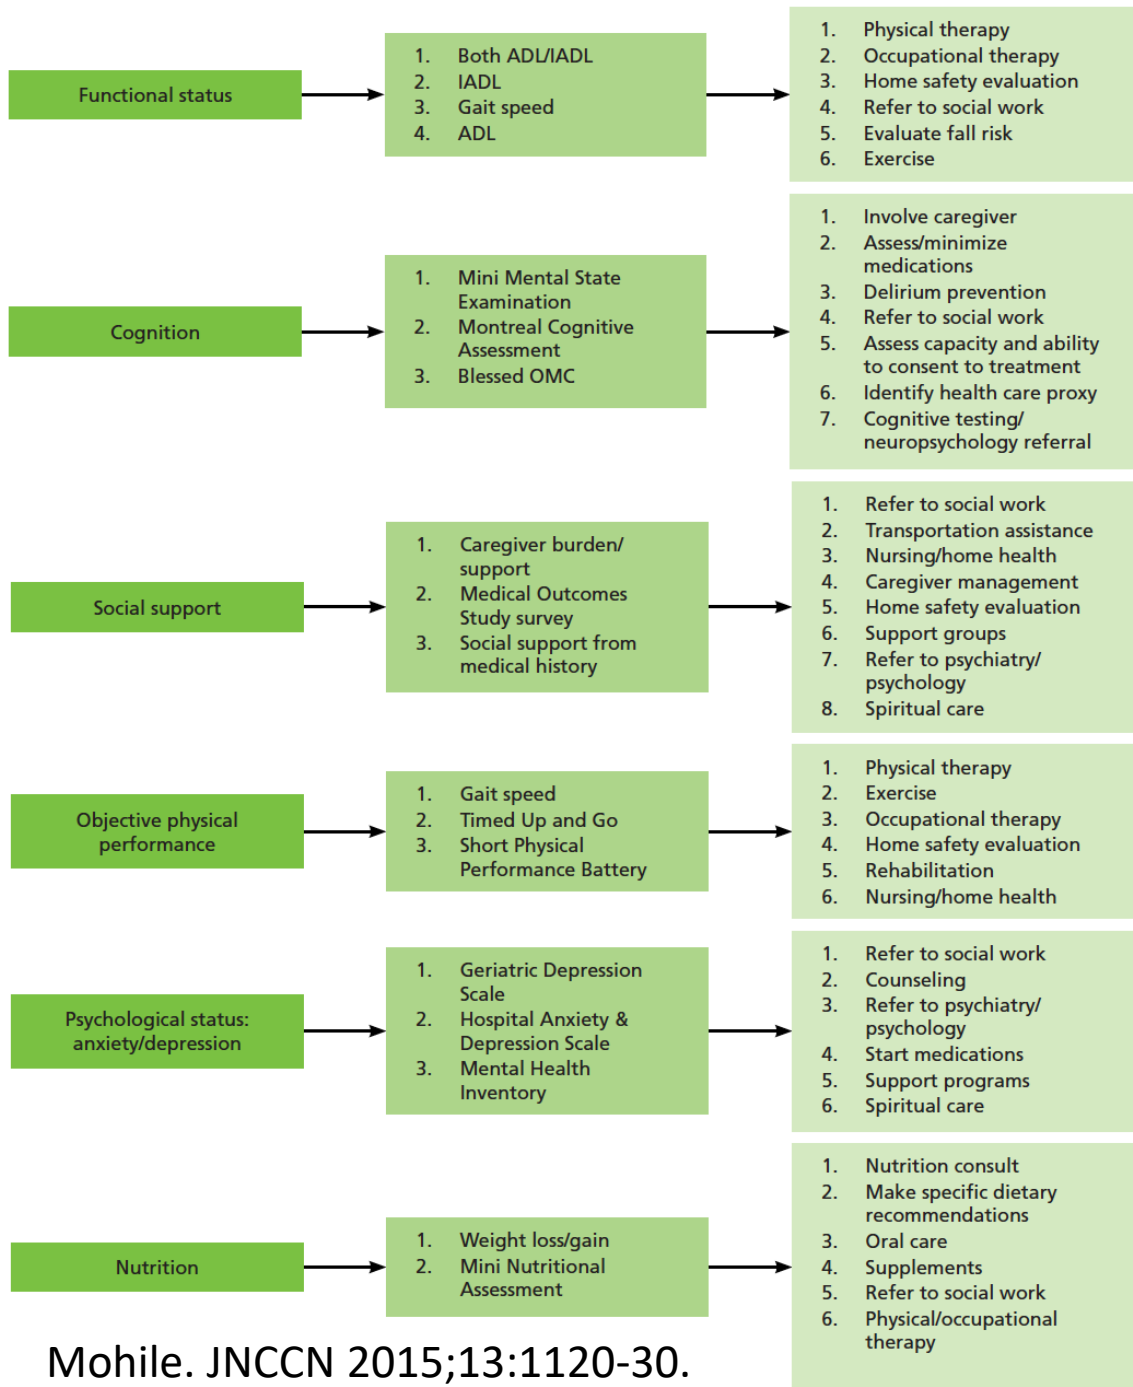 Functional status
1. Both ADL/IADL
2. IADL
3. Gait speed
4. ADL
1. Physical therapy
2. Occupational therapy
3. Home safety evaluation
4. Refer to social work
5. Evaluate fall risk
6. Exercise
Cognition
1. Mini Mental State
Examination
2. Montreal Cognitive
Assessment
3. Blessed OMC
1. Involve caregiver
2. Assess/minimize
medications
3. Delirium prevention
4. Refer to social work
5. Assess capacity and ability
to consent to treatment
6. Identify health care proxy
7. Cognitive testing/
neuropsychology referral
Social support
1. Caregiver burden/
support
2. Medical Outcomes
Study survey
3. Social support from
medical history
1. Refer to social work
2. Transportation assistance
3. Nursing/home health
4. Caregiver management
5. Home safety evaluation
6. Support groups
7. Refer to psychiatry/
psychology
8. Spiritual care
Objective physical
performance
1. Gait speed
2. Timed Up and Go
3. Short Physical
Performance Battery
1. Physical therapy
2. Exercise
3. Occupational therapy
4. Home safety evaluation
5. Rehabilitation
6. Nursing/home health
Psychological status:
anxiety/depression
1. Geriatric Depression
Scale
2. Hospital Anxiety &
Depression Scale
3. Mental Health
Inventory
1. Refer to social work
2. Counseling
3. Refer to psychiatry/
psychology
4. Start medications
5. Support programs
6. Spiritual care
Nutrition
1. Weight loss/gain
2. Mini Nutritional
Assessment
1. Nutrition consult
2. Make specific dietary
recommendations
3. Oral care
4. Supplements
5. Refer to social work
6. Physical/occupational
therapy
Mohile. JNCCN 2015;13:1120-30.